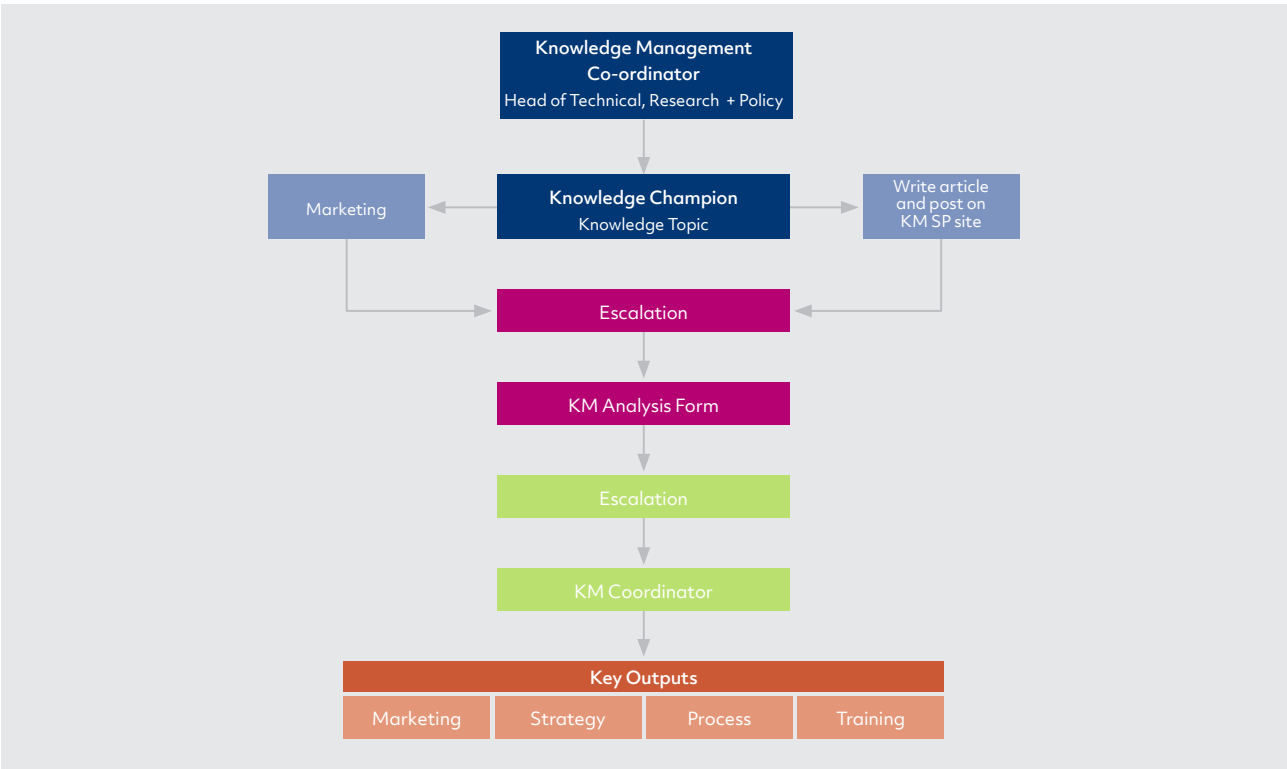 Knowledge Management
Co-ordinator
Head of Technical, Research + Policy
Marketing
Knowledge Champion
Knowledge Topic
Write article
and post on
KM SP site
Escalation
KM Analysis Form
Escalation
KM Coordinator
Key Outputs
Marketing
Strategy
Process
Training